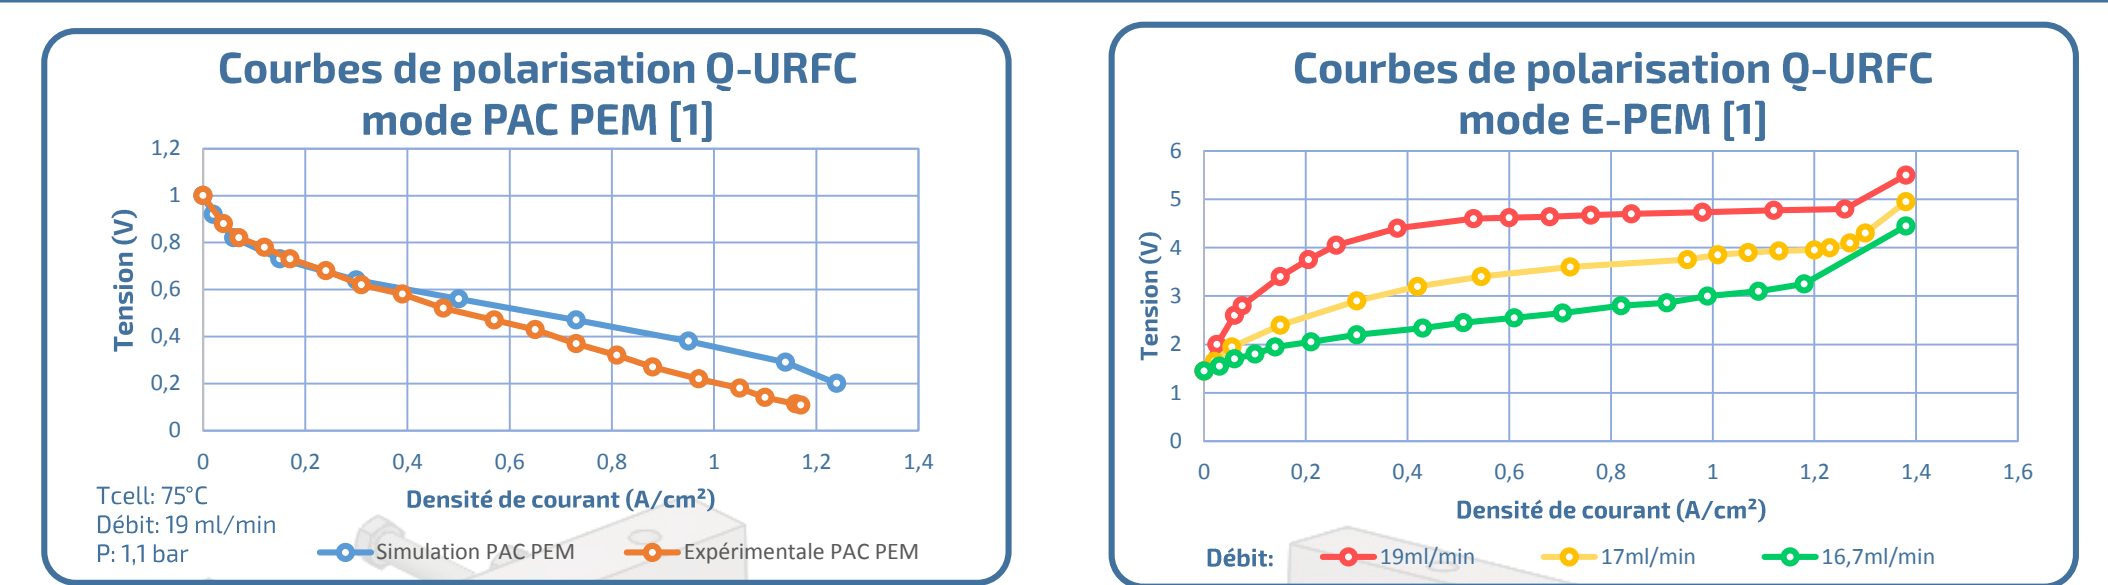 Courbes de polarisation Q-URFC
mode PAC PEM [1]
Tension (V)
1,2
1
0,8
0,6
0,4
0,2
0
0 0,2 0,4 0,6 0,8 1 1,2 1,4
Densité de courant (A/cm²)
Tcell: 75°C
Débit: 19 ml/min
P: 1,1 bar
Simulation PAC PEM Expérimentale PAC PEM
Courbes de polarisation Q-URFC
mode E-PEM [1]
Tension (V)
6
5
4
3
2
1
0
0 0,2 0,4 0,6 0,8 1 1,2 1,4 1,6
Densité de courant (A/cm²)
Débit: 19ml/min 17ml/min 16,7ml/min